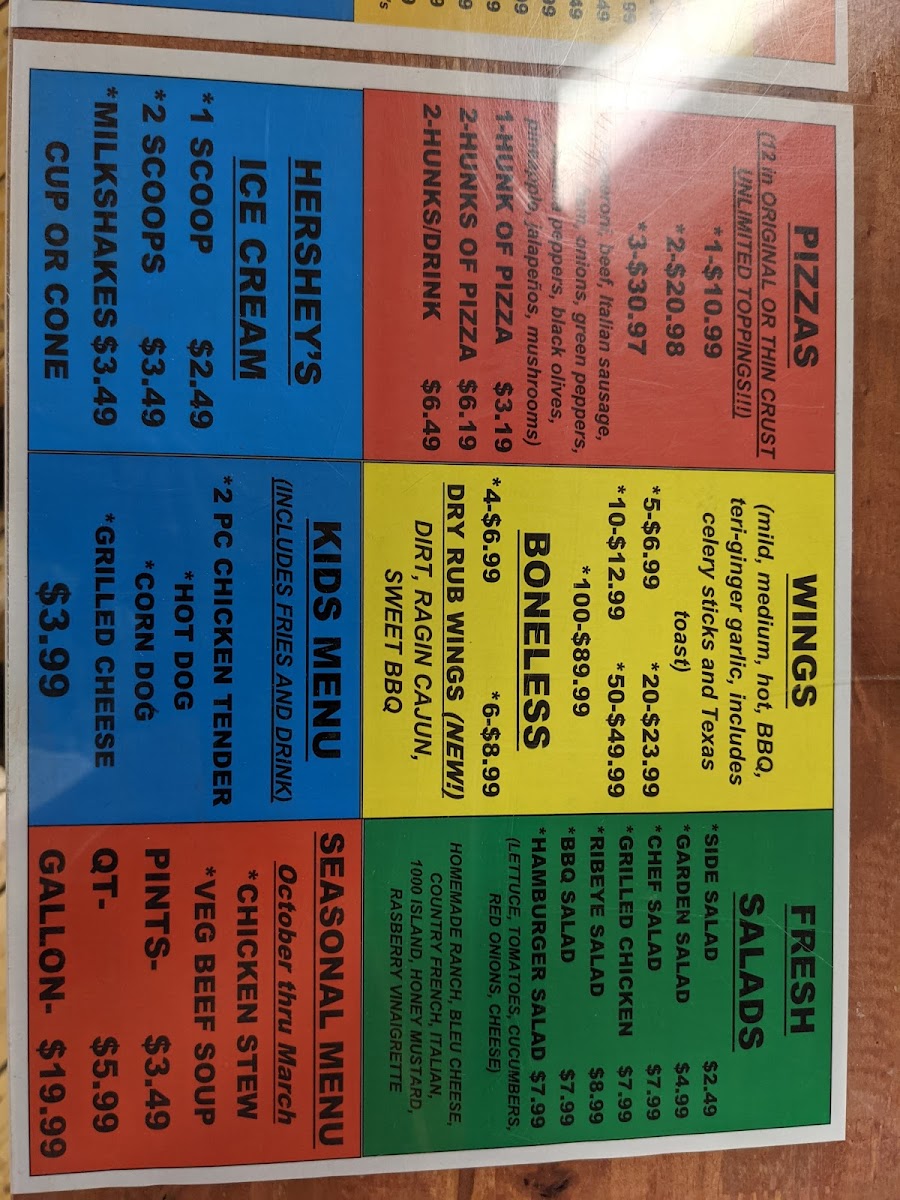 PIZZAS
(12 in ORIGINAL OR THIN CRUST
UNLIMITED TOPPINGS!!!)
*1-$10.99
*2-$20.98
*3-$30.97
beef, Italian sausage,
onions, green peppers,
peppers, black olives,
pineapple, jalapeños, mushrooms)
1-HUNK OF PIZZA $3.19
2-HUNKS OF PIZZA $6.19
2-HUNKS/DRINK $6.49
WINGS
(mild, medium, hot, BBQ,
teri-ginger garlic, includes
celery sticks and Texas
toast)
*5-$6.99 *20-$23.99
*10-$12.99 *50-$49.99
*100-$89.99
BONELESS
*4-$6.99 *6-$8.99
DRY RUB WINGS (NEW!)
DIRT, RAGIN CAJUN,
SWEET BBQ
FRESH
SALADS
*SIDE SALAD $2.49
*GARDEN SALAD $4.99
*CHEF SALAD $7.99
*GRILLED CHICKEN $7.99
*RIBEYE SALAD $8.99
*BBQ SALAD $7.99
*HAMBURGER SALAD $7.99
(LETTUCE, TOMATOES, CUCUMBERS,
RED ONIONS, CHEESE)
HOMEMADE RANCH, BLEU CHEESE,
COUNTRY FRENCH, ITALIAN,
1000 ISLAND, HONEY MUSTARD,
RASBERRY VINAIGRETTE
HERSHEY'S
ICE CREAM
*1 SCOOP $2.49
*2 SCOOPS $3.49
*MILKSHAKES $3.49
CUP OR CONE
KIDS MENU
(INCLUDES FRIES AND DRINK)
*2 PC CHICKEN TENDER
*HOT DOG
*CORN DOG
*GRILLED CHEESE
$3.99
SEASONAL MENU
October thru March
*CHICKEN STEW
*VEG BEEF SOUP
PINTS- $3.49
QT- $5.99
GALLON- $19.99